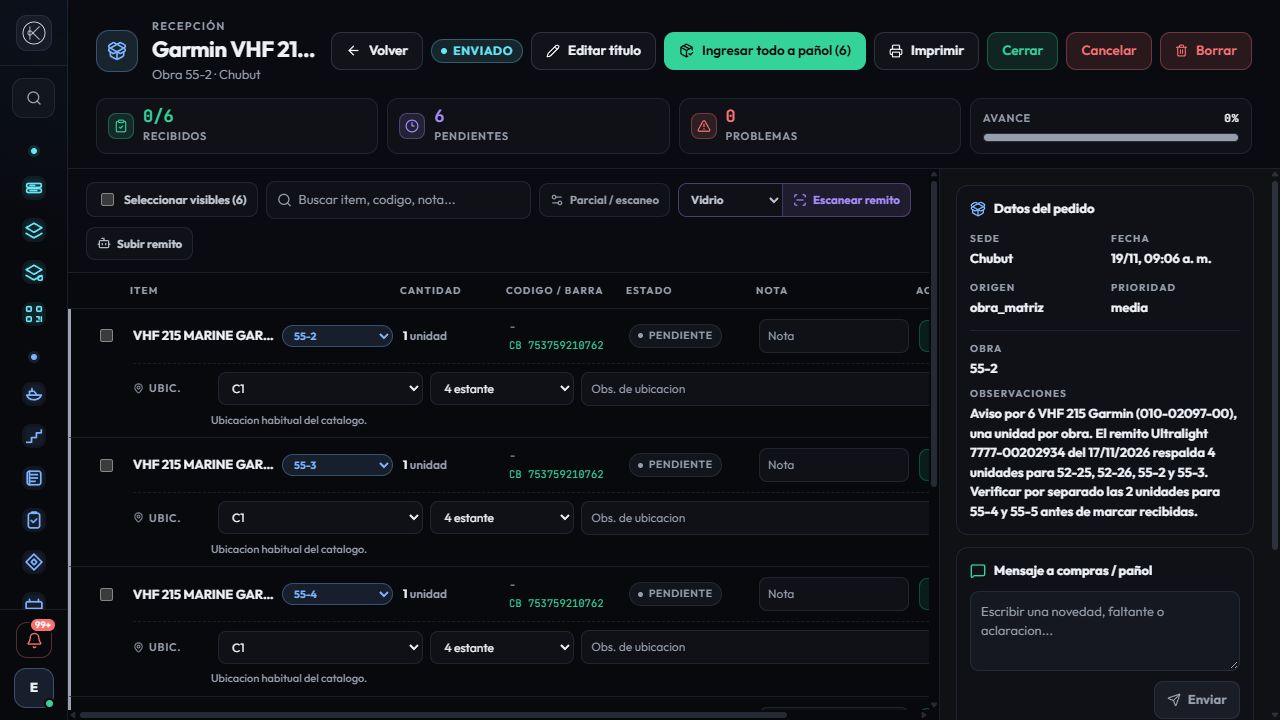 RECEPCIÓN
Garmin VHF 21...
Obra 55-2 · Chubut
Volver
ENVIADO
Editar título
Ingresar todo a pañol (6)
Imprimir
Cerrar
Cancelar
Borrar
0/6
RECIBIDOS
6
PENDIENTES
0
PROBLEMAS
AVANCE
0%
Seleccionar visibles (6)
Buscar item, codigo, nota...
Parcial / escaneo
Vidrio
Escanear remito
Subir remito
ITEM
CANTIDAD
CODIGO / BARRA
ESTADO
NOTA
VHF 215 MARINE GAR...
55-2
1 unidad
-
CB 753759210762
PENDIENTE
Nota
UBIC.
C1
4 estante
Obs. de ubicacion
Ubicacion habitual del catalogo.
VHF 215 MARINE GAR...
55-3
1 unidad
-
CB 753759210762
PENDIENTE
Nota
UBIC.
C1
4 estante
Obs. de ubicacion
Ubicacion habitual del catalogo.
VHF 215 MARINE GAR...
55-4
1 unidad
-
CB 753759210762
PENDIENTE
Nota
UBIC.
C1
4 estante
Obs. de ubicacion
Ubicacion habitual del catalogo.
Datos del pedido
SEDE
FECHA
Chubut
19/11, 09:06 a. m.
ORIGEN
PRIORIDAD
obra_matriz
media
OBRA
55-2
OBSERVACIONES
Aviso por 6 VHF 215 Garmin (010-02097-00),
una unidad por obra. El remito Ultralight
7777-00202934 del 17/11/2026 respalda 4
unidades para 52-25, 52-26, 55-2 y 55-3.
Verificar por separado las 2 unidades para
55-4 y 55-5 antes de marcar recibidas.
Mensaje a compras / pañol
Escribir una novedad, faltante o
aclaracion...
Enviar
99+
E